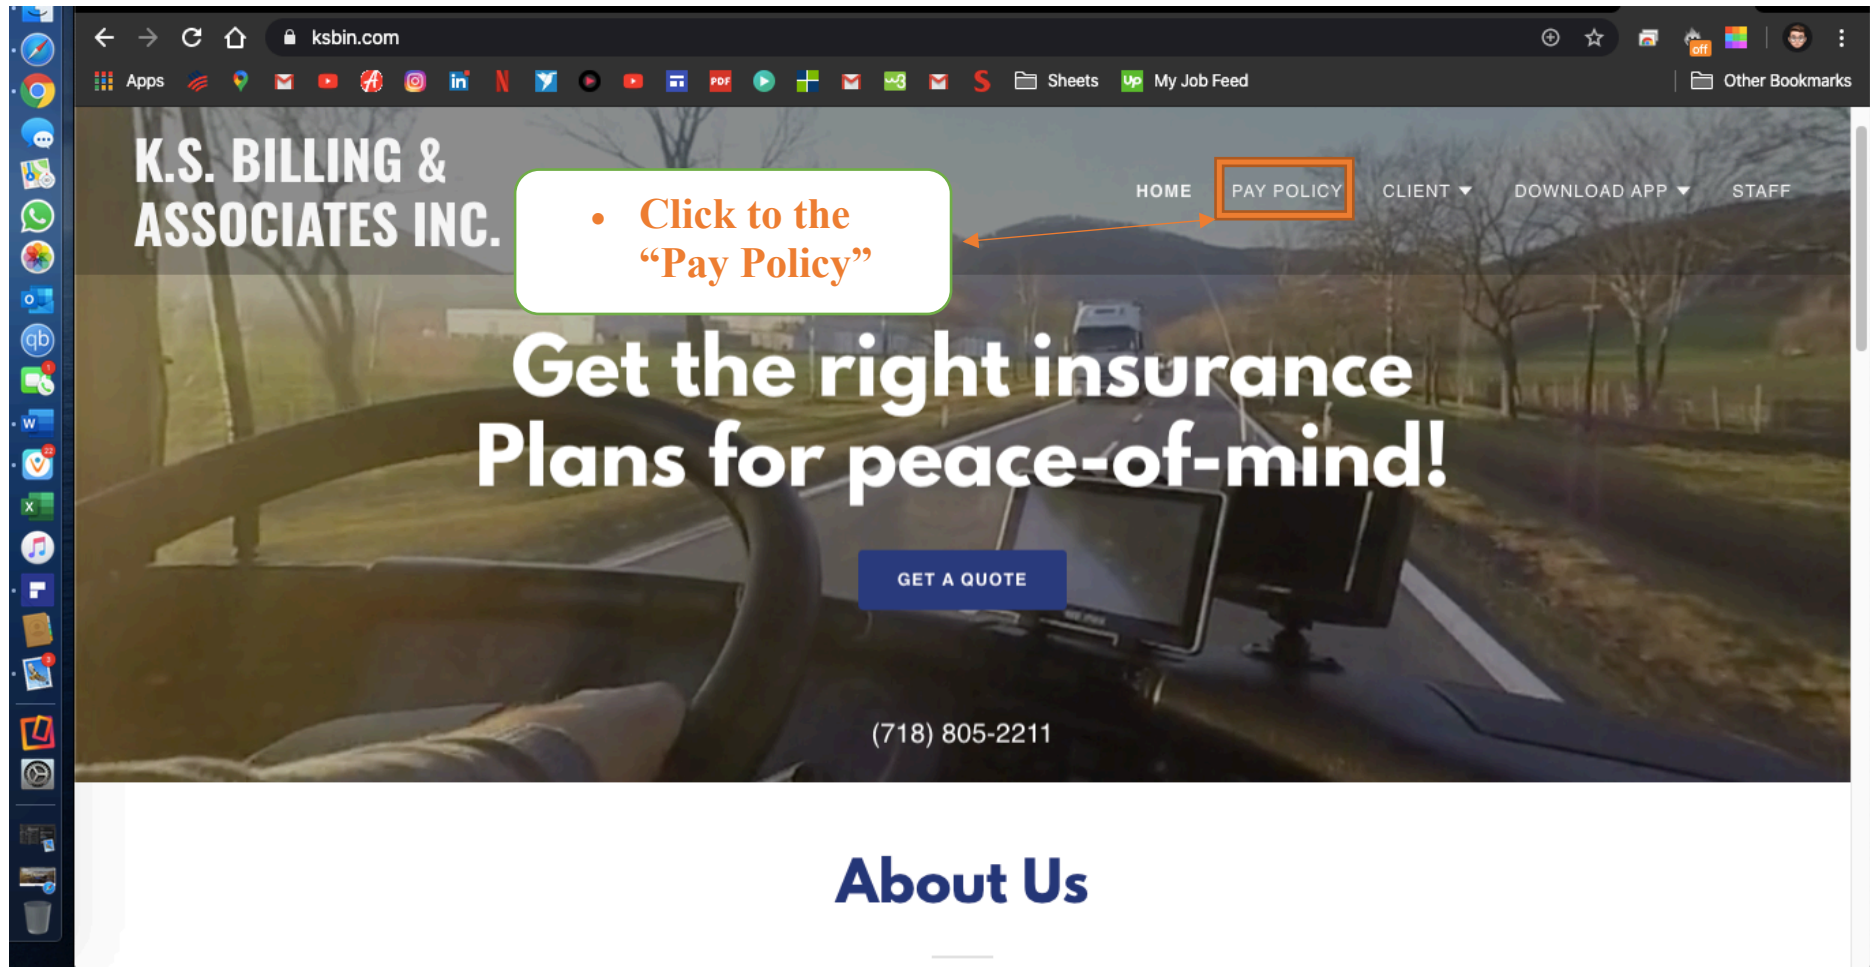 ksbin.com
off
Apps
Sheets
My Job Feed
Other Bookmarks
K.S. BILLING &
ASSOCIATES INC.
HOME
PAY POLICY
CLIENT
DOWNLOAD APP
STAFF
• Click to the
“Pay Policy”
Get the right insurance
Plans for peace-of-mind!
GET A QUOTE
(718) 805-2211
About Us